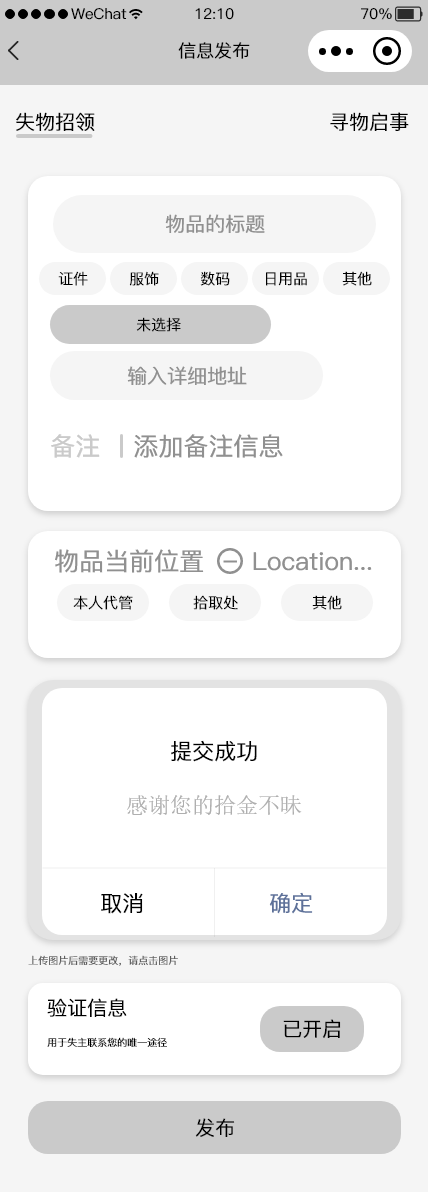 WeChat 12:10 70%
信息发布
失物招领 寻物启事
物品的标题
证件 服饰 数码 日用品 其他
未选择
输入详细地址
备注 | 添加备注信息
物品当前位置 Location...
本人代管 拾取处 其他
提交成功
感谢您的拾金不昧
取消 确定
上传图片后需要更改，请点击图片
验证信息
已开启
用于失主联系您的唯一途径
发布